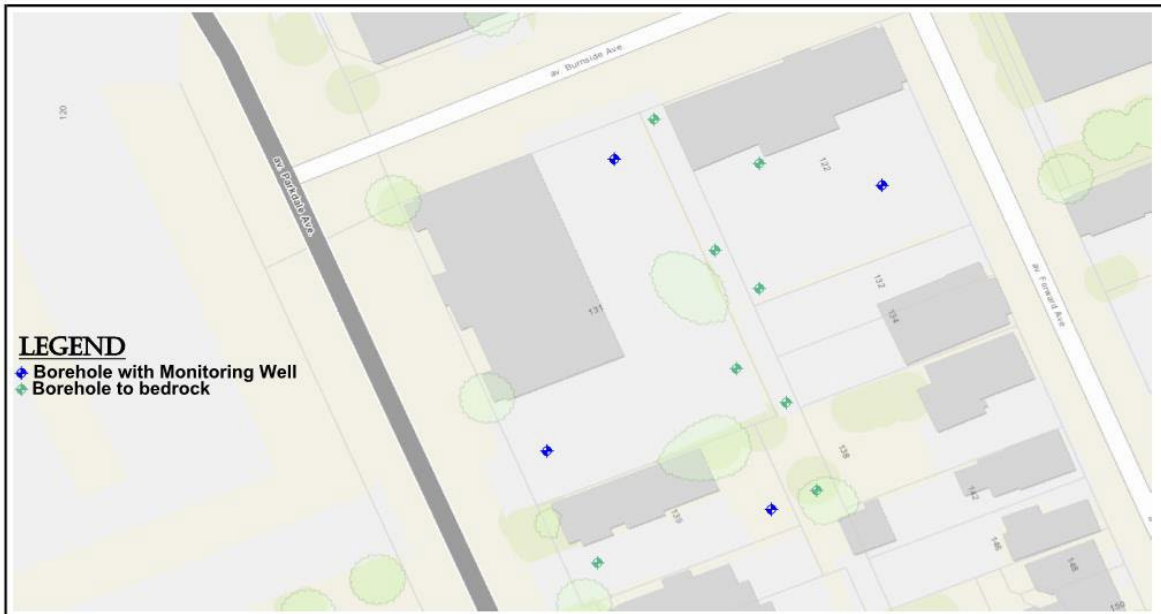 av. Burnside Ave.
120
av. Parkdale Ave.
122
131
132
134
av. Forward Ave
LEGEND
Borehole with Monitoring Well
Borehole to bedrock
138
139
142
146
148
150